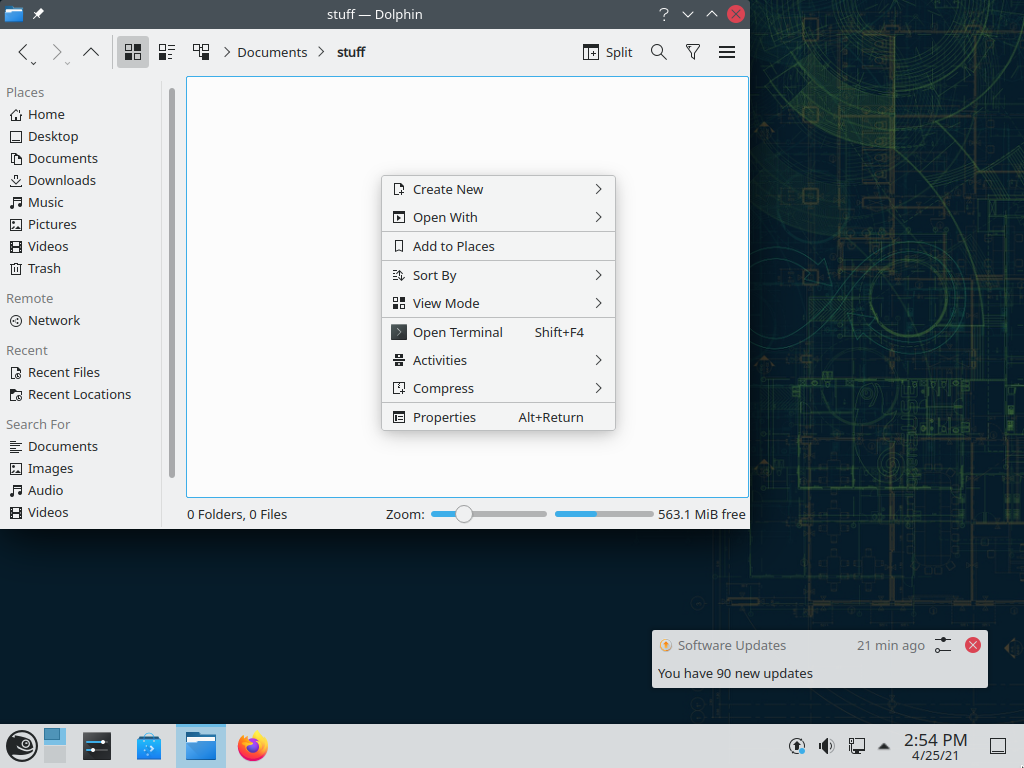 stuff — Dolphin
Documents > stuff
Split
Places
Home
Desktop
Documents
Downloads
Music
Pictures
Videos
Trash
Remote
Network
Recent
Recent Files
Recent Locations
Search For
Documents
Images
Audio
Videos
Create New
Open With
Add to Places
Sort By
View Mode
Open Terminal Shift+F4
Activities
Compress
Properties Alt+Return
0 Folders, 0 Files
Zoom:
563.1 MiB free
Software Updates
21 min ago
You have 90 new updates
2:54 PM
4/25/21